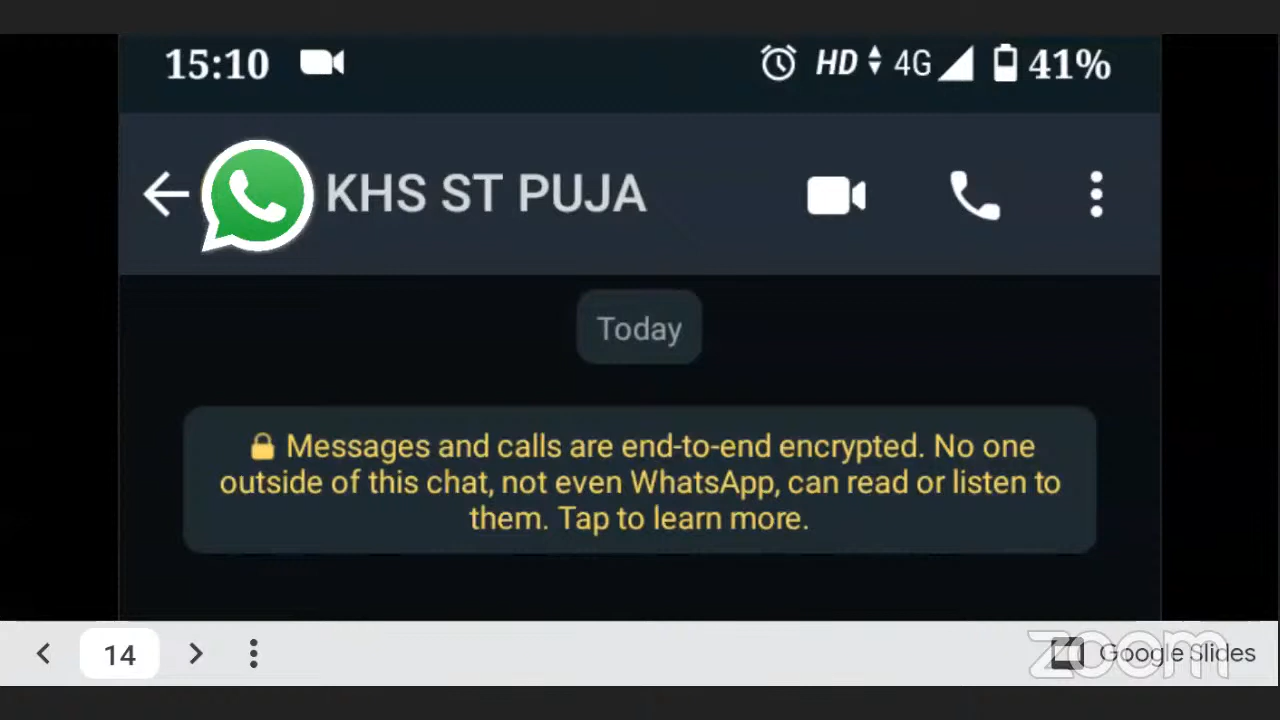 15:10 HD 4G 41%
KHS ST PUJA
Today
Messages and calls are end-to-end encrypted. No one
outside of this chat, not even WhatsApp, can read or listen to
them. Tap to learn more.
14 Google Slides
zoom